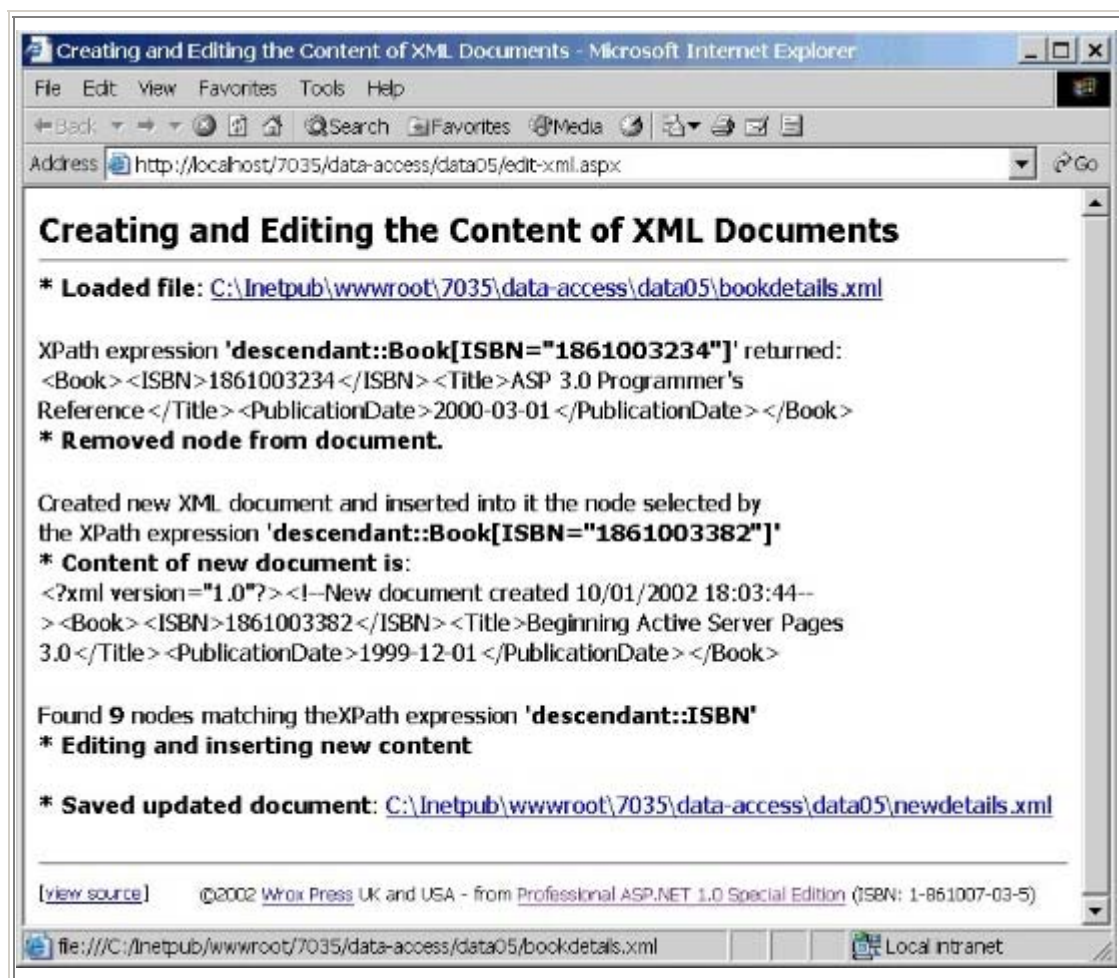 Creating and Editing the Content of XML Documents - Microsoft Internet Explorer
File Edit View Favorites Tools Help
Back Search Favorites Media
Address http://localhost/7035/data-access/data05/edit-xml.aspx Go
Creating and Editing the Content of XML Documents
* Loaded file: C:\Inetpub\wwwroot\7035\data-access\data05\bookdetails.xml
XPath expression 'descendant::Book[ISBN="1861003234"]' returned:
<Book><ISBN>1861003234</ISBN><Title>ASP 3.0 Programmer's
Reference</Title><PublicationDate>2000-03-01</PublicationDate></Book>
* Removed node from document.
Created new XML document and inserted into it the node selected by
the XPath expression 'descendant::Book[ISBN="1861003382"]'
* Content of new document is:
<?xml version="1.0"?><!--New document created 10/01/2002 18:03:44--
><Book><ISBN>1861003382</ISBN><Title>Beginning Active Server Pages
3.0</Title><PublicationDate>1999-12-01</PublicationDate></Book>
Found 9 nodes matching theXPath expression 'descendant::ISBN'
* Editing and inserting new content
* Saved updated document: C:\Inetpub\wwwroot\7035\data-access\data05\newdetails.xml
[view source] ©2002 Wrox Press UK and USA - from Professional ASP.NET 1.0 Special Edition (ISBN: 1-861007-03-5)
file:///C:/Inetpub/wwwroot/7035/data-access/data05/bookdetails.xml Local intranet